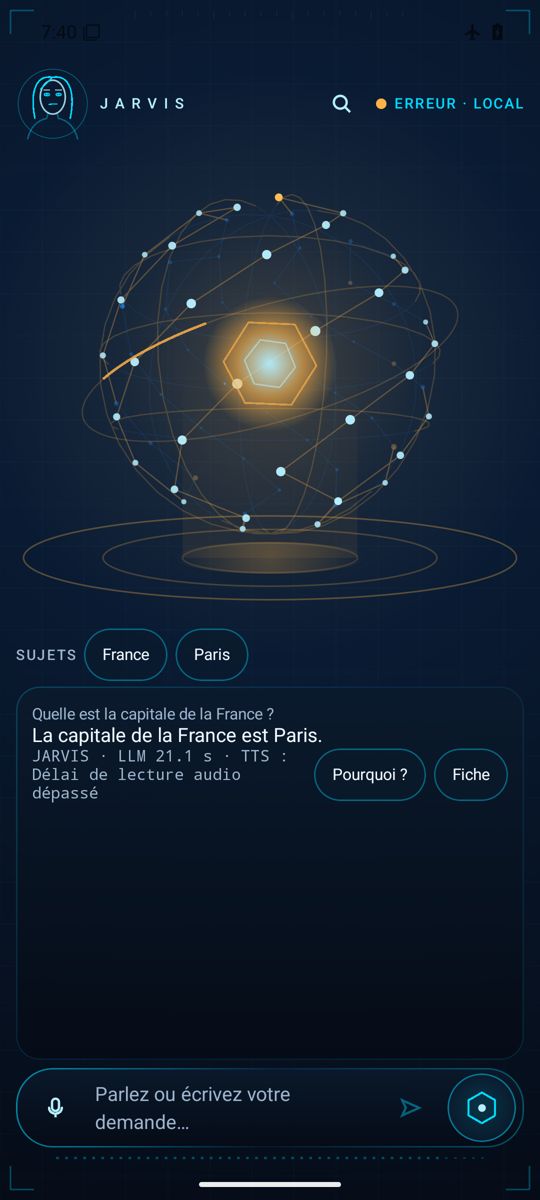 7:40
JARVIS
ERREUR · LOCAL
SUJETS France Paris
Quelle est la capitale de la France ?
La capitale de la France est Paris.
JARVIS · LLM 21.1 s · TTS :
Délai de lecture audio
dépassé
Pourquoi ? Fiche
Parlez ou écrivez votre
demande…